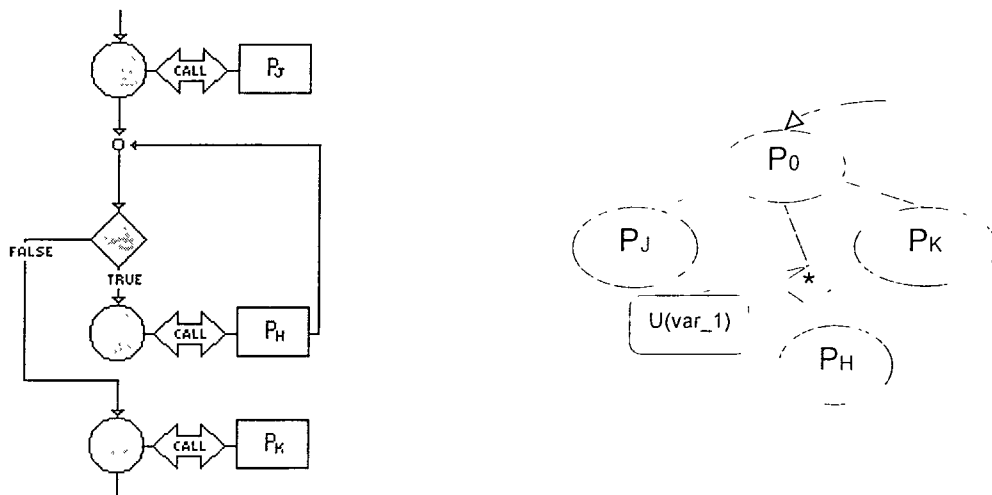 CALL
PJ
FALSE
TRUE
CALL
PH
CALL
PK
P0
PJ
PK
*
U(var_1)
PH